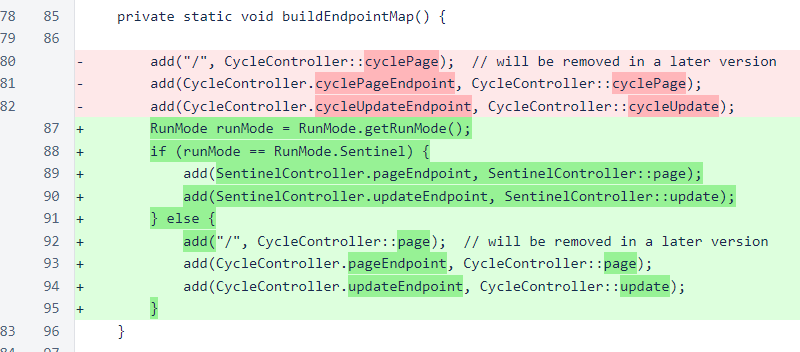 78 85 private static void buildEndpointMap() {
79 86
80 - add("/", CycleController::cyclePage);  // will be removed in a later version
81 - add(CycleController.cyclePageEndpoint, CycleController::cyclePage);
82 - add(CycleController.cycleUpdateEndpoint, CycleController::cycleUpdate);
87 + RunMode runMode = RunMode.getRunMode();
88 + if (runMode == RunMode.Sentinel) {
89 + add(SentinelController.pageEndpoint, SentinelController::page);
90 + add(SentinelController.updateEndpoint, SentinelController::update);
91 + } else {
92 + add("/", CycleController::page);  // will be removed in a later version
93 + add(CycleController.pageEndpoint, CycleController::page);
94 + add(CycleController.updateEndpoint, CycleController::update);
95 + }
83 96 }